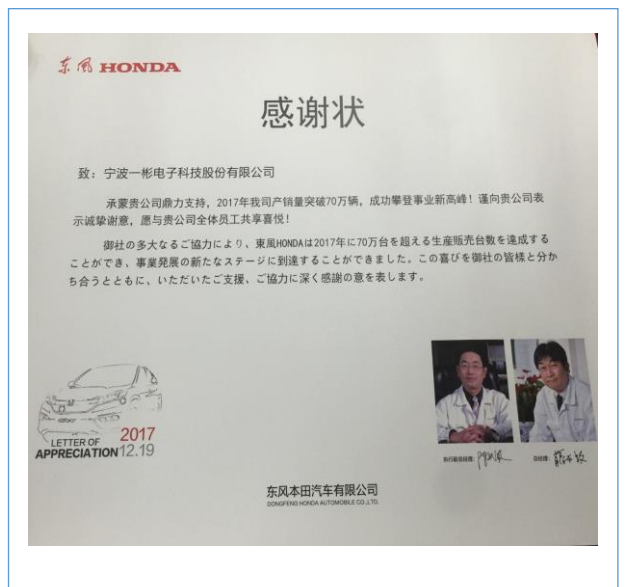 东风 HONDA
感谢状
致：宁波一彬电子科技股份有限公司
承蒙贵公司鼎力支持，2017年我司产销量突破70万辆，成功攀登事业新高峰！谨向贵公司表
示诚挚谢意，愿与贵公司全体员工共享喜悦！
御社の多大なるご協力により、東風HONDAは2017年に70万台を超える生産販売台数を達成する
ことができ、事業発展の新たなステージに到達することができました。この喜びを御社の皆様と分か
ち合うとともに、いただいたご支援、ご協力に深く感謝の意を表します。
LETTER OF
APPRECIATION
2017
12.19
执行副总经理：
总经理：
东风本田汽车有限公司
DONGFENG HONDA AUTOMOBILE CO.,LTD.